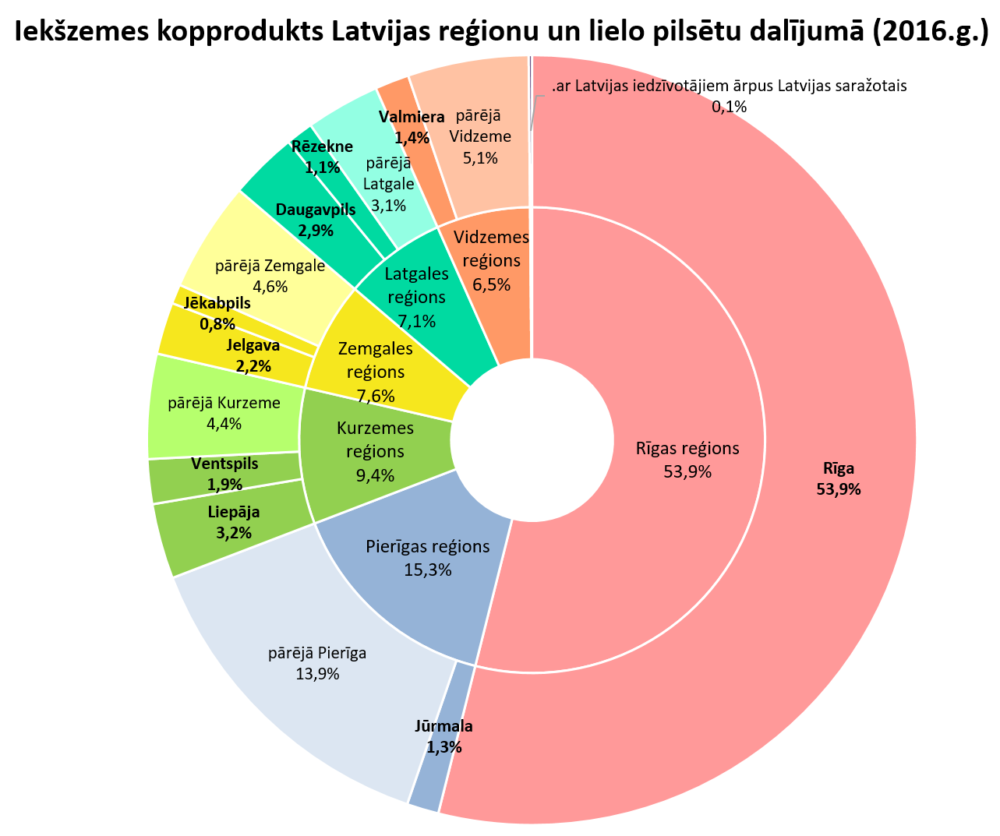 Iekšzemes kopprodukts Latvijas reģionu un lielo pilsētu dalījumā (2016.g.)
.ar Latvijas iedzīvotājiem ārpus Latvijas saražotais
0,1%
Valmiera
1,4%
pārējā
Vidzeme
5,1%
Rēzekne
1,1%
pārējā
Latgale
3,1%
Daugavpils
2,9%
Vidzemes
reģions
6,5%
pārējā Zemgale
4,6%
Latgales
reģions
7,1%
Jēkabpils
0,8%
Jelgava
2,2%
Zemgales
reģions
7,6%
pārējā Kurzeme
4,4%
Kurzemes
reģions
9,4%
Rīgas reģions
53,9%
Ventspils
1,9%
Rīga
53,9%
Liepāja
3,2%
Pierīgas reģions
15,3%
pārējā Pierīga
13,9%
Jūrmala
1,3%